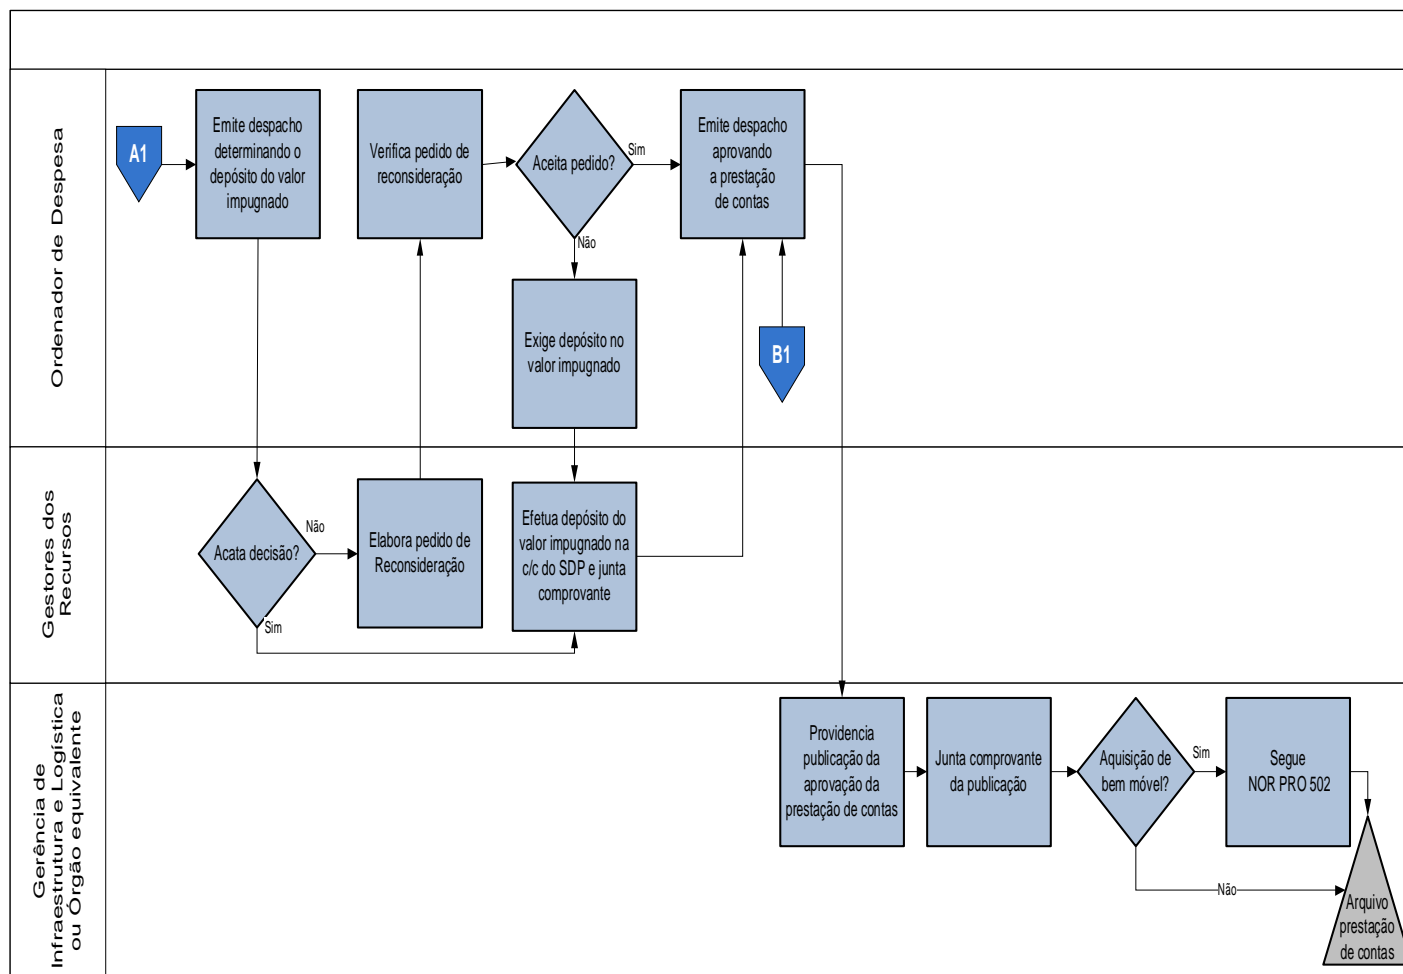 Ordenador de Despesa
A1
Emite despacho
determinando o
depósito do valor
impugnado
Verifica pedido de
reconsideração
Aceita pedido?
Sim
Não
Emite despacho
aprovando
a prestação
de contas
Exige depósito no
valor impugnado
B1
Gestores dos
Recursos
Acata decisão?
Não
Sim
Elabora pedido de
Reconsideração
Efetua depósito do
valor impugnado na
c/c do SDP e junta
comprovante
Gerência de
Infraestrutura e Logística
ou Órgão equivalente
Providencia
publicação da
aprovação da
prestação de contas
Junta comprovante
da publicação
Aquisição de
bem móvel?
Sim
Não
Segue
NOR PRO 502
Arquivo
prestação
de contas